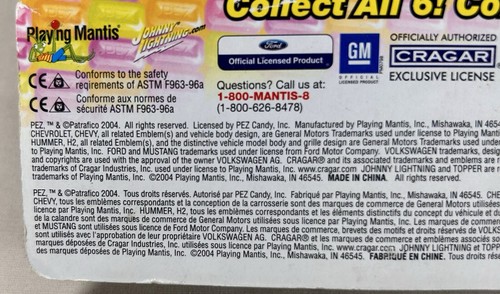 Collect All 6! Co
Playing Mantis
JOHNNY LIGHTNING.COM
Ford
Official Licensed Product
GM
OFFICIAL LICENSED PRODUCT
OFFICIALLY AUTHORIZED
CRAGAR
EXCLUSIVE LICENSE
CE Conforms to the safety
reqirements of ASTM F963-96a
CE Conforme aux normes de
sécurité ASTM F963-96a
Questions? Call us at:
1-800-MANTIS-8
(1-800-626-8478)
PEZ, ™ & ©Patrafico 2004. All rights reserved. Licensed by PEZ Candy, Inc. Manufactured by Playing Mantis, Inc., Mishawaka, IN 4654
CHEVROLET, CHEVY, all related Emblem(s) and vehicle body design, are General Motors Trademarks used under license to Playing Mant
HUMMER, H2, all related Emblem(s), and the distinctive vehicle model body and grille design are General Motors Trademarks used under
to Playing Mantis, Inc. FORD and MUSTANG trademarks used under license from Ford Motor Company. VOLKSWAGEN trademarks, design
and copyrights are used with the approval of the owner VOLKSWAGEN AG. CRAGAR® and its associated trademarks and emblems are
trademarks of Cragar Industries, Inc. used under license to Playing Mantis, Inc. www.cragar.com JOHNNY LIGHTNING and TOPPER are
trademarks of Playing Mantis, Inc. ©2004 Playing Mantis, Inc., Mishawaka, IN 46545. MADE IN CHINA. All rights reserved.
PEZ, ™ & ©Patrafico 2004. Tous droits réservés. Autorisé par PEZ Candy, Inc. Fabriqué par Playing Mantis, Inc., Mishawaka, IN 46545. CHE
CHEVY, tous les emblèmes correspondants et la conception de la carrosserie sont des marques de commerce de General Motors utilisées
licence par Playing Mantis, Inc. HUMMER, H2, tous les emblèmes correspondants et les éléments distinctifs du concept du véhicule et
de la calandre sont des marques de commerce de General Motors utilisées sous licence par Playing Mantis, Inc. Les marques de commer
et MUSTANG sont utilisées sous licence de Ford Motor Company. Les marques de commerce, brevets des motifs et droits réservés de VOLKS
sont utilisés avec l'approbation de leur propriétaire VOLKSWAGEN AG. CRAGAR® et les marques de commerce et emblèmes associés so
marques déposées de Cragar Industries, Inc. utilisées sous licence par Playing Mantis, Inc. www.cragar.com JOHNNY LIGHTNING et TOPP
des marques déposées de Playing Mantis, Inc. ©2004 Playing Mantis, Inc., Mishawaka, IN 46545. FABRIQUÉ EN CHINE. Tous droits rése